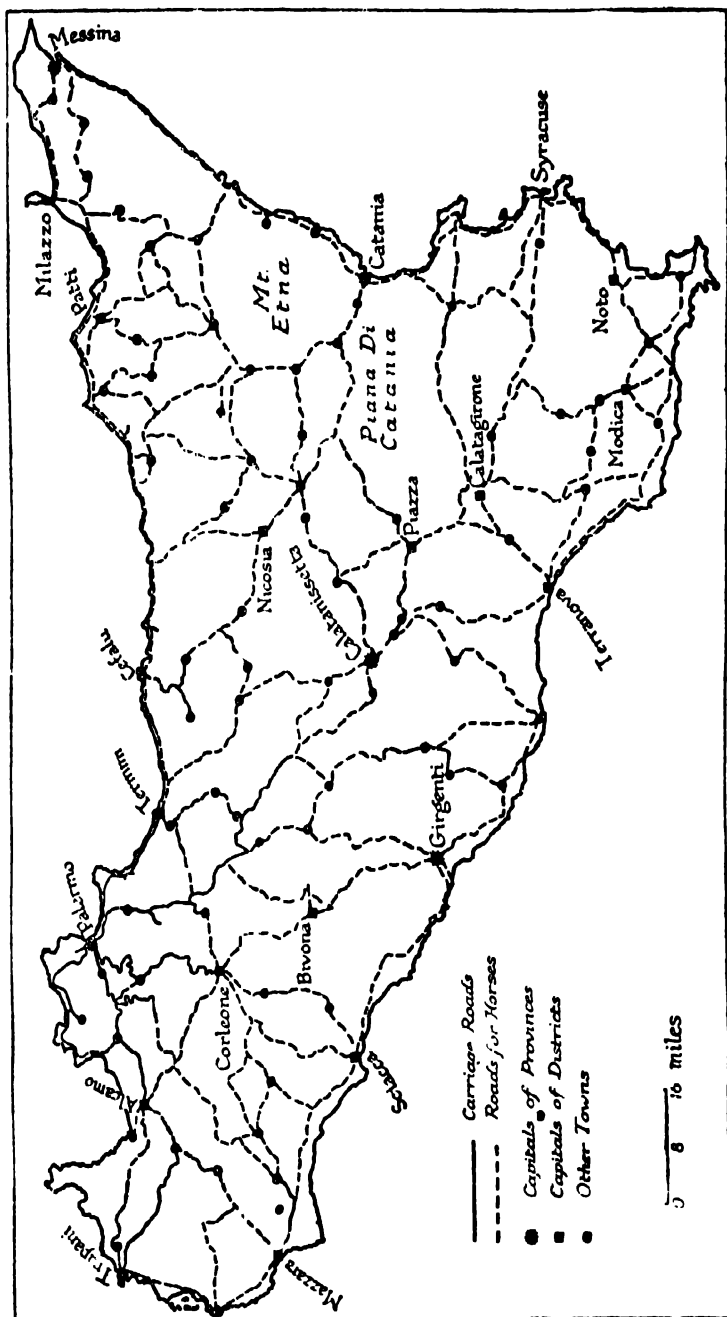 Messina
Milazzo
Patti
Mt.
Etna
Catania
Piana Di
Catania
Syracuse
Noto
Modica
Calatagirone
Piazza
Nicosia
Calatanissetta
Cefalu
Termini
Terranova
Girgenti
Palermo
Bivona
Corleone
Sciacca
Alcamo
Trapani
Mazzara
Carriage Roads
Roads for Horses
Capitals of Provinces
Capitals of Districts
Other Towns
0 8 16 miles